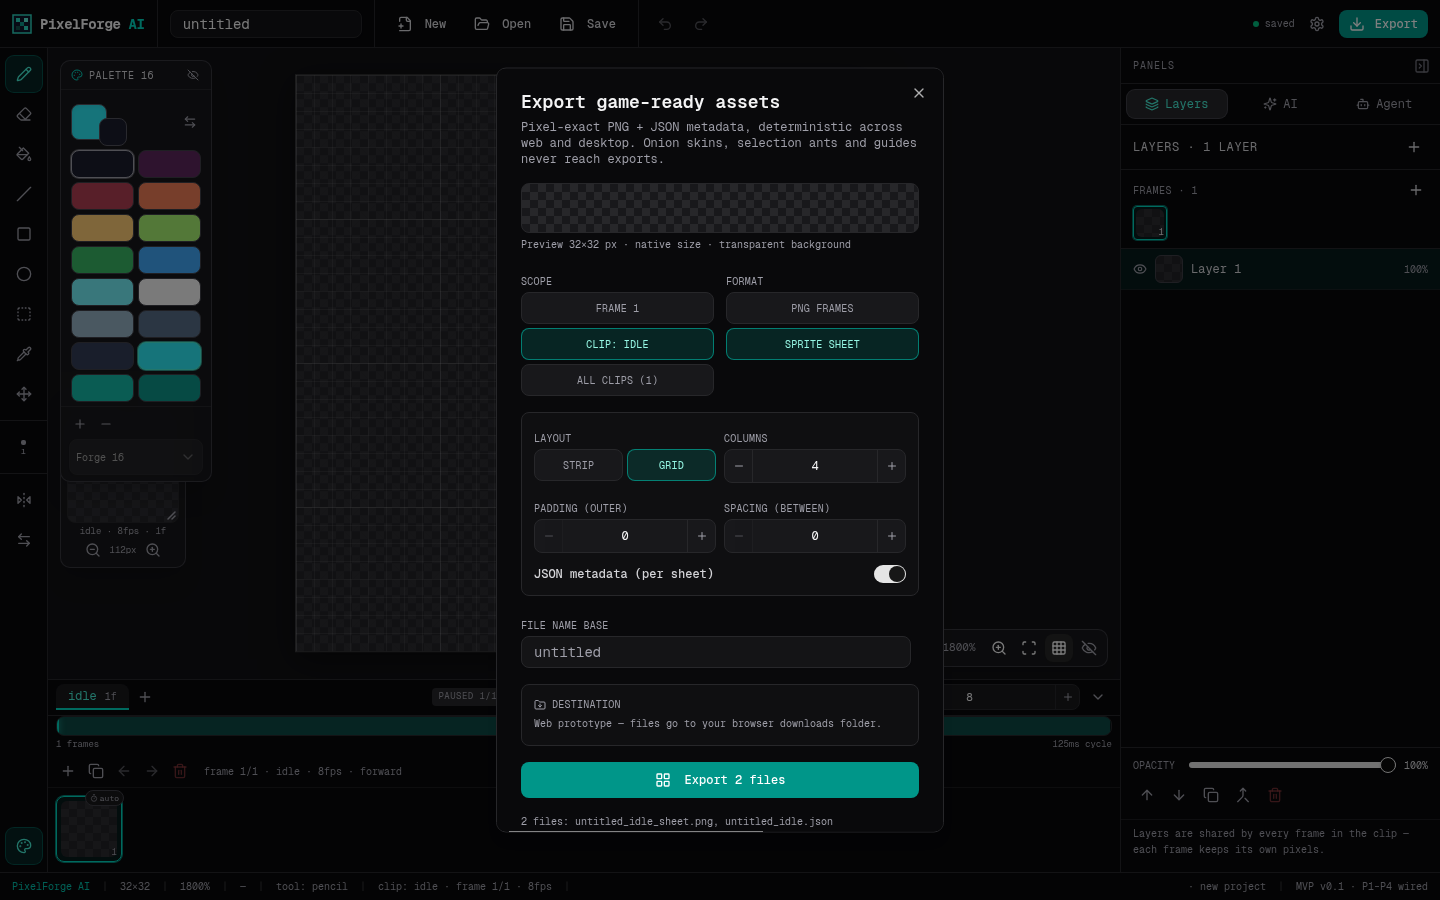 PixelForge AI
untitled
New
Open
Save
saved
Export
PALETTE 16
Forge 16
idle · 8fps · 1f
112px
Export game-ready assets
Pixel-exact PNG + JSON metadata, deterministic across
web and desktop. Onion skins, selection ants and guides
never reach exports.
Preview 32×32 px · native size · transparent background
SCOPE
FORMAT
FRAME 1
PNG FRAMES
CLIP: IDLE
SPRITE SHEET
ALL CLIPS (1)
LAYOUT
COLUMNS
STRIP
GRID
4
PADDING (OUTER)
SPACING (BETWEEN)
0
0
JSON metadata (per sheet)
FILE NAME BASE
untitled
DESTINATION
Web prototype — files go to your browser downloads folder.
Export 2 files
2 files: untitled_idle_sheet.png, untitled_idle.json
PANELS
Layers
AI
Agent
LAYERS · 1 LAYER
FRAMES · 1
1
Layer 1
100%
1800%
1
idle 1f
PAUSED 1/1
8
1 frames
125ms cycle
frame 1/1 · idle · 8fps · forward
auto
1
OPACITY
100%
Layers are shared by every frame in the clip —
each frame keeps its own pixels.
PixelForge AI | 32×32 | 1800% | — | tool: pencil | clip: idle · frame 1/1 · 8fps |
· new project | MVP v0.1 · P1-P4 wired